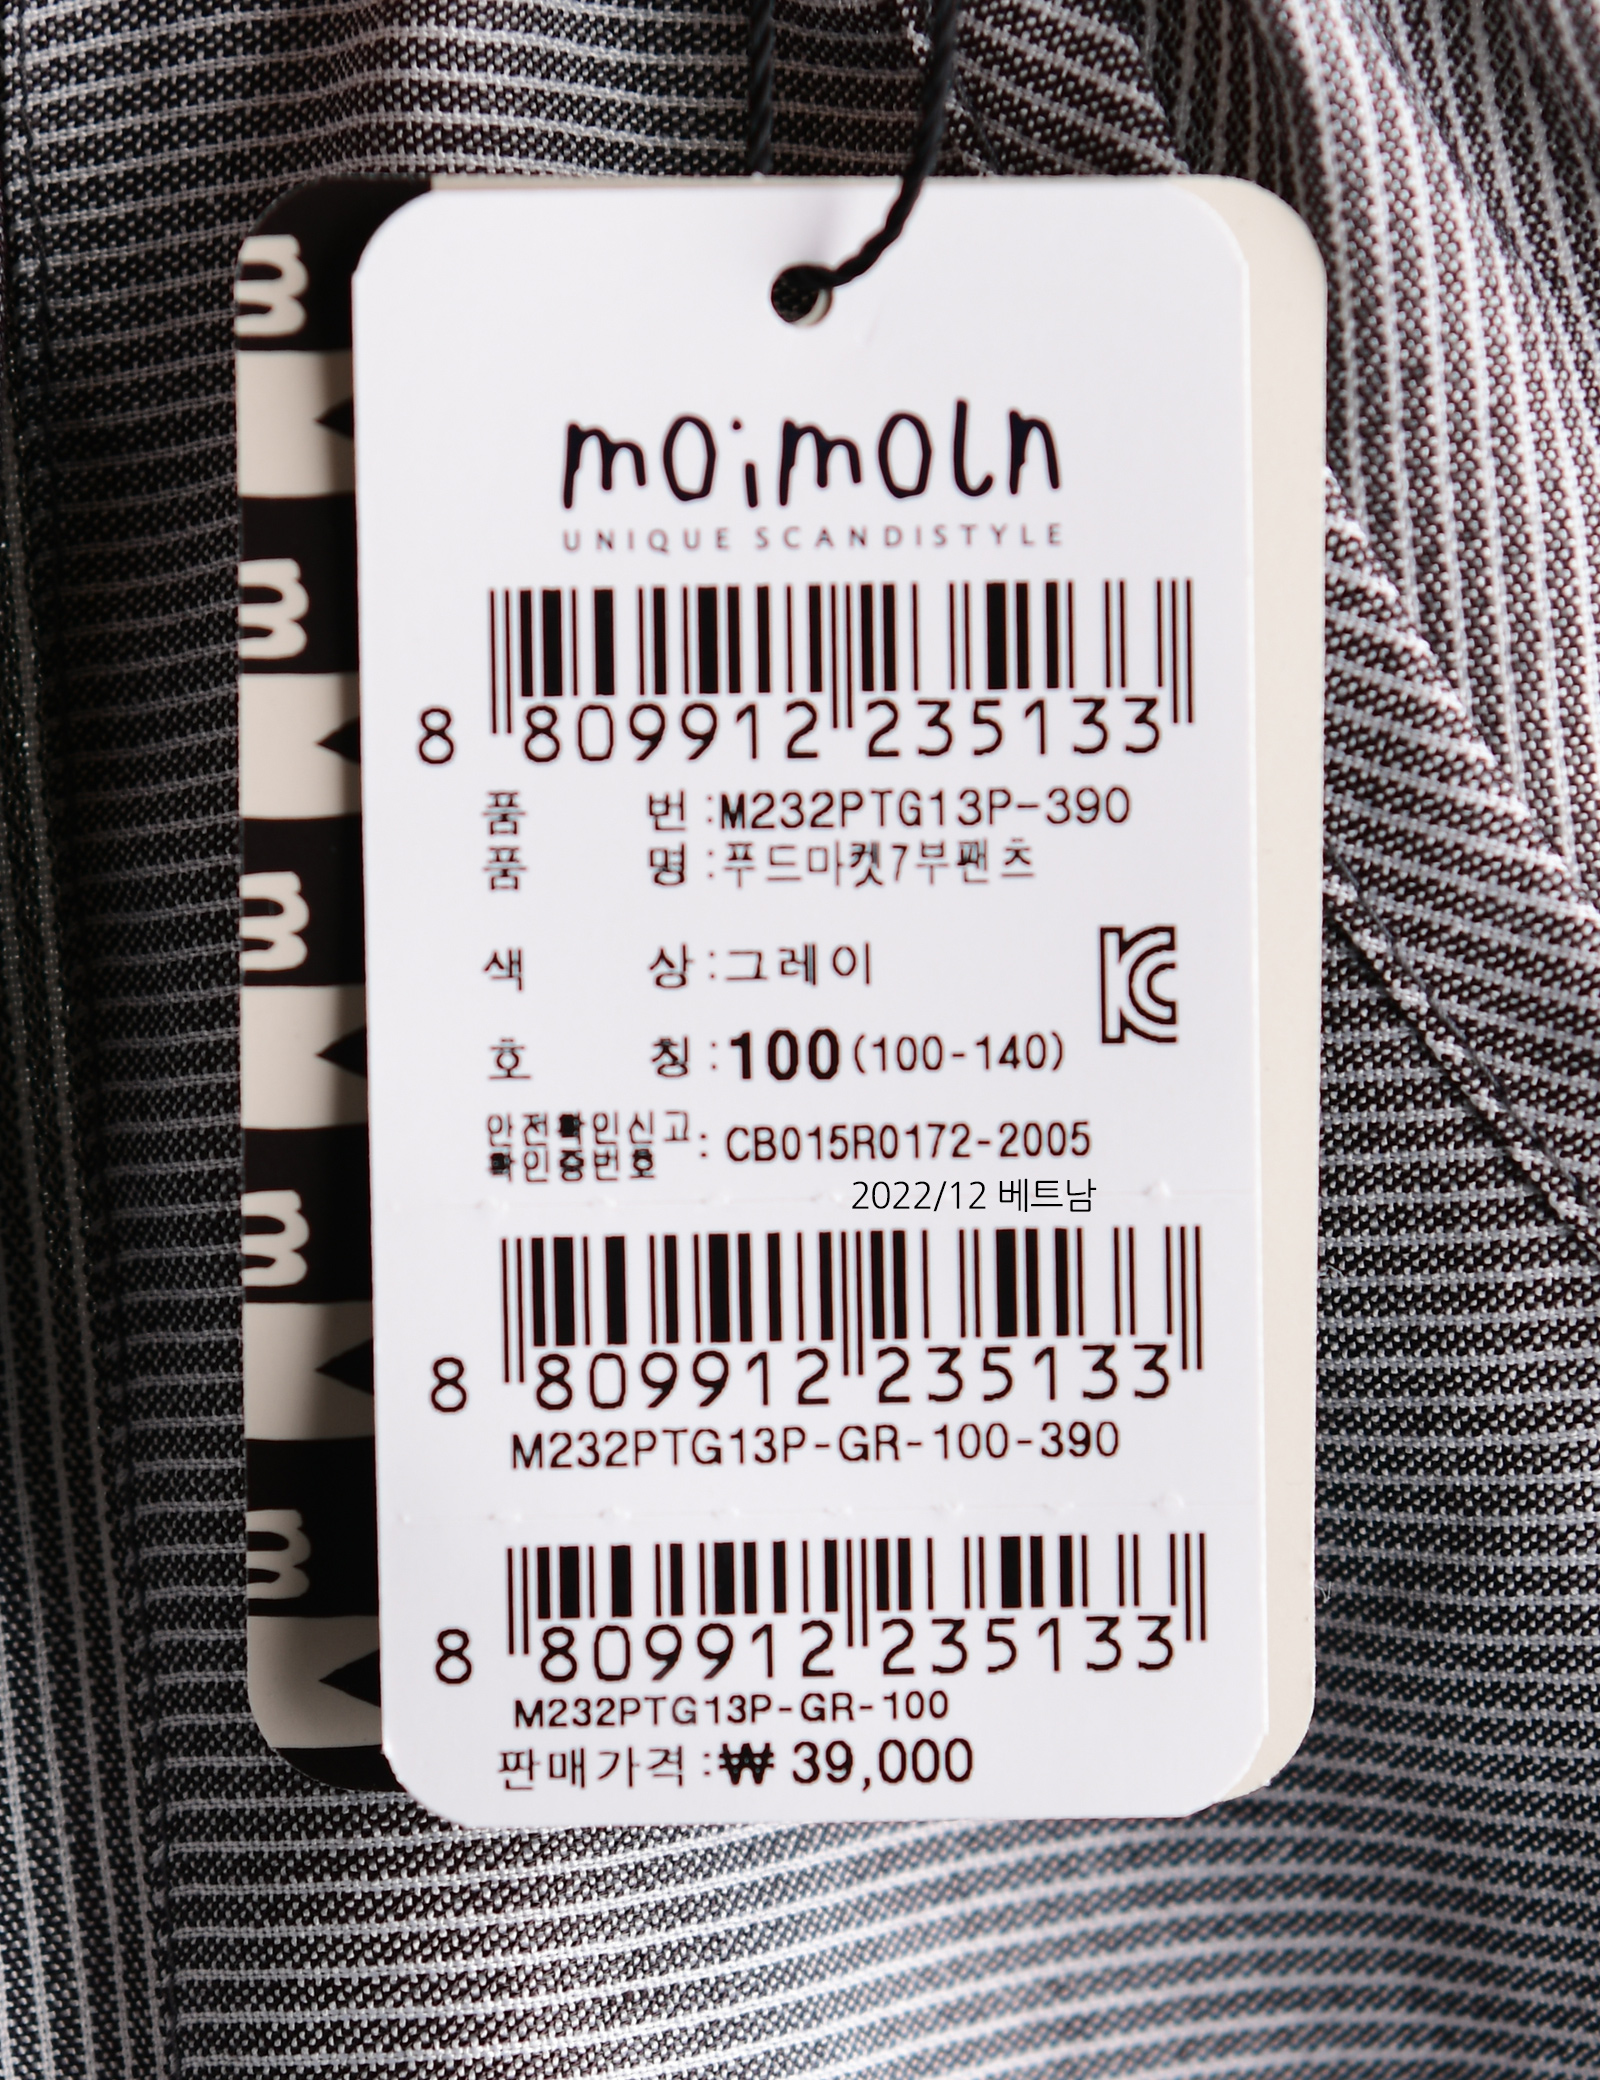 moimoln
UNIQUE SCANDISTYLE
8 809912 235133
품 번 :M232PTG13P-390
품 명 :푸드마켓7부팬츠
색 상 :그레이
호 칭 :100(100-140)
안전확인신고
확인증번호 : CB015R0172-2005
2022/12 베트남
8 809912 235133
M232PTG13P-GR-100-390
8 809912 235133
M232PTG13P-GR-100
판매가격 :₩ 39,000